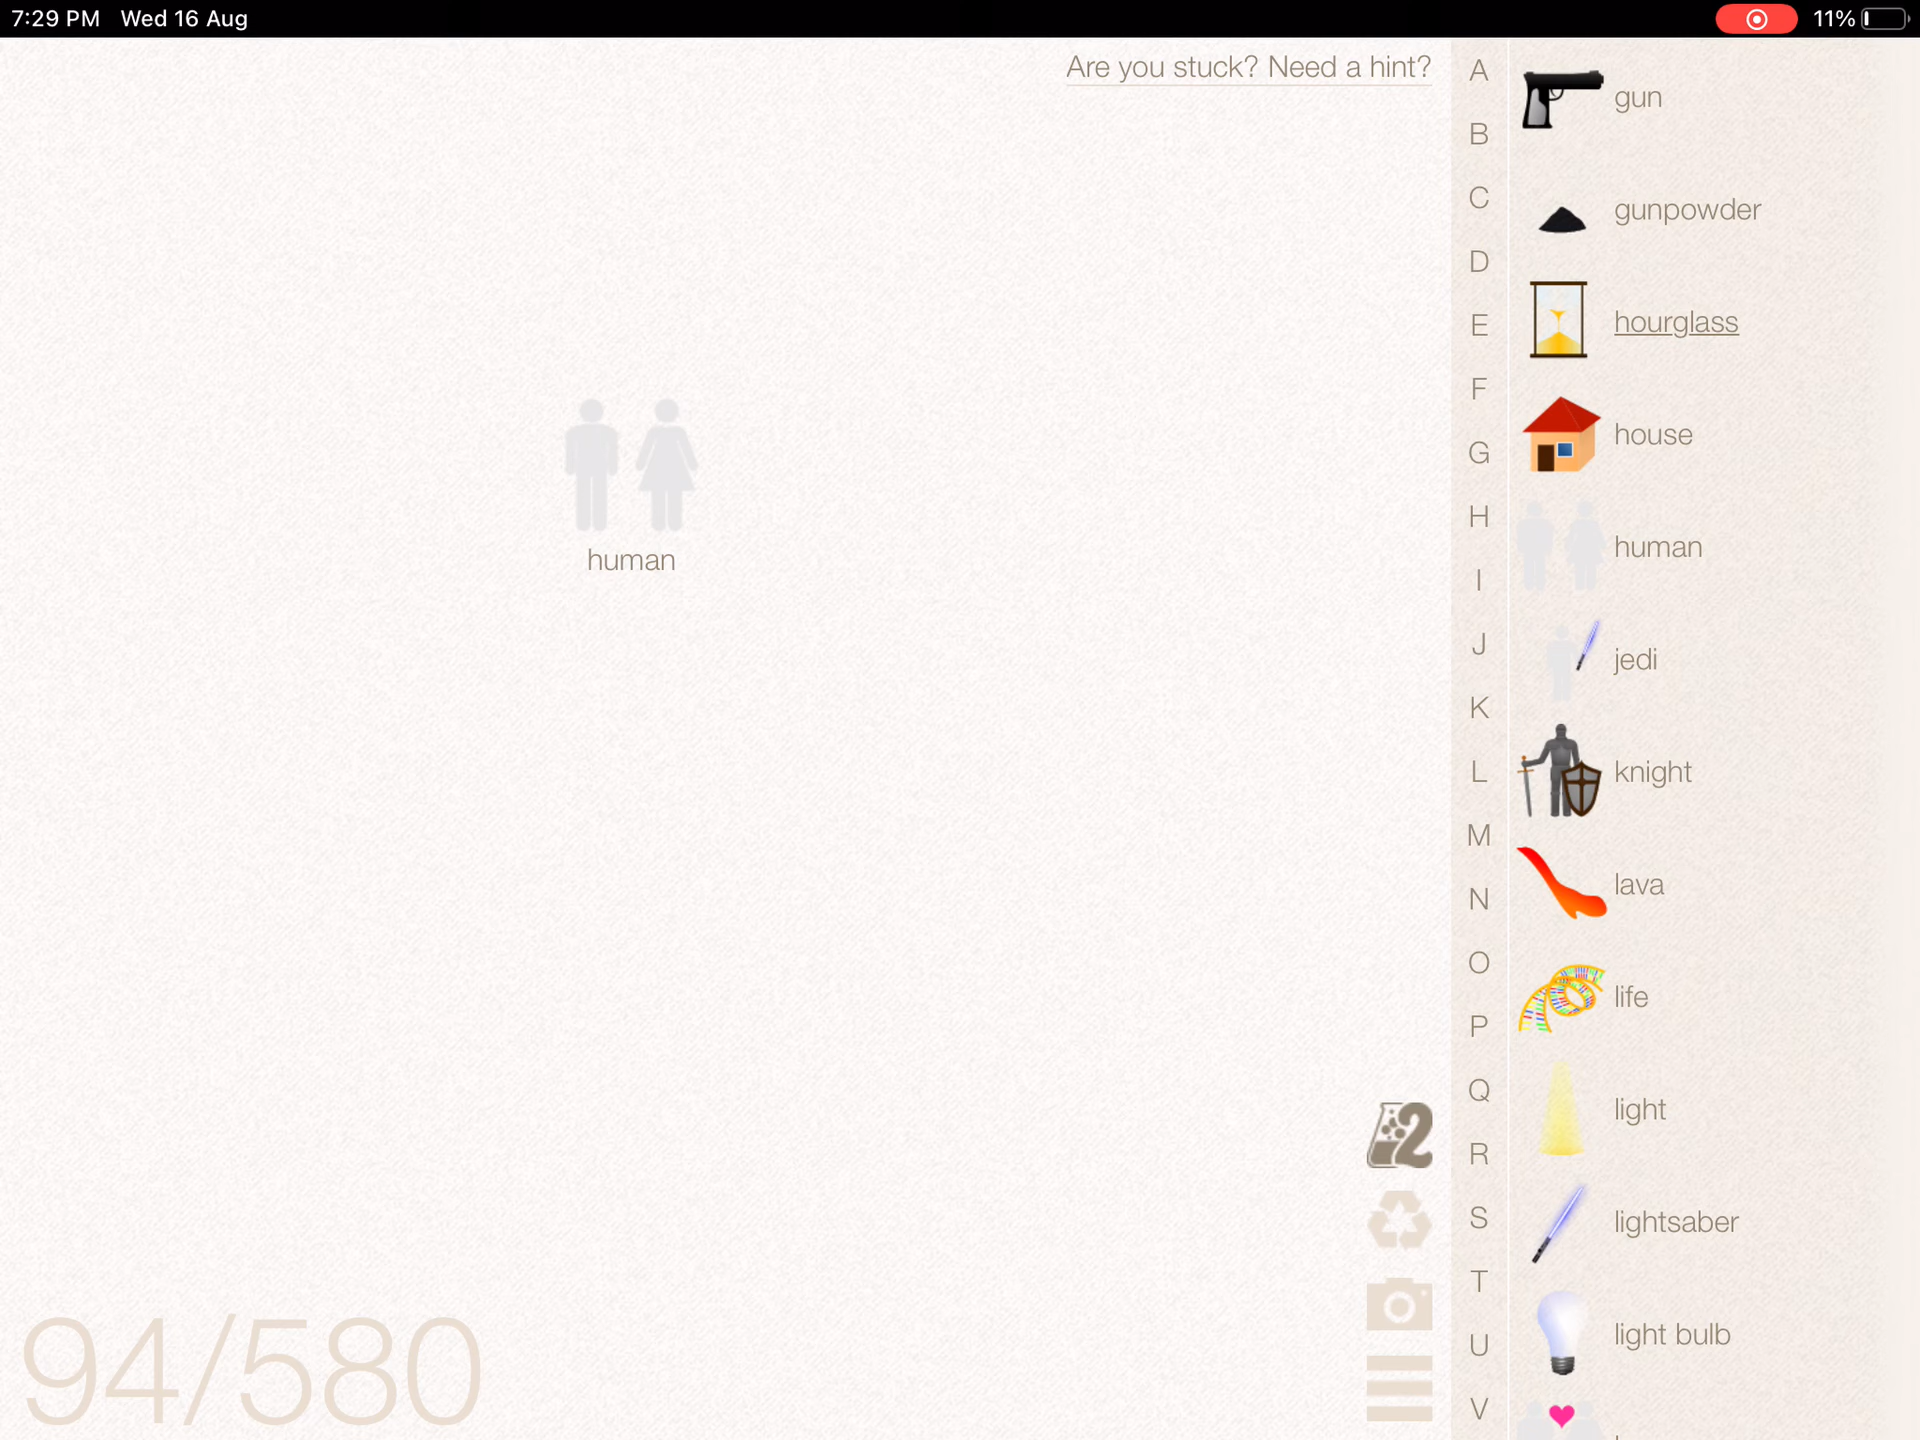 7:29 PM Wed 16 Aug
11%
Are you stuck? Need a hint?
A
B
C
D
E
F
G
H
I
J
K
L
M
N
O
P
Q
R
S
T
U
V
gun
gunpowder
hourglass
house
human
jedi
knight
lava
life
light
lightsaber
light bulb
human
2
94/580